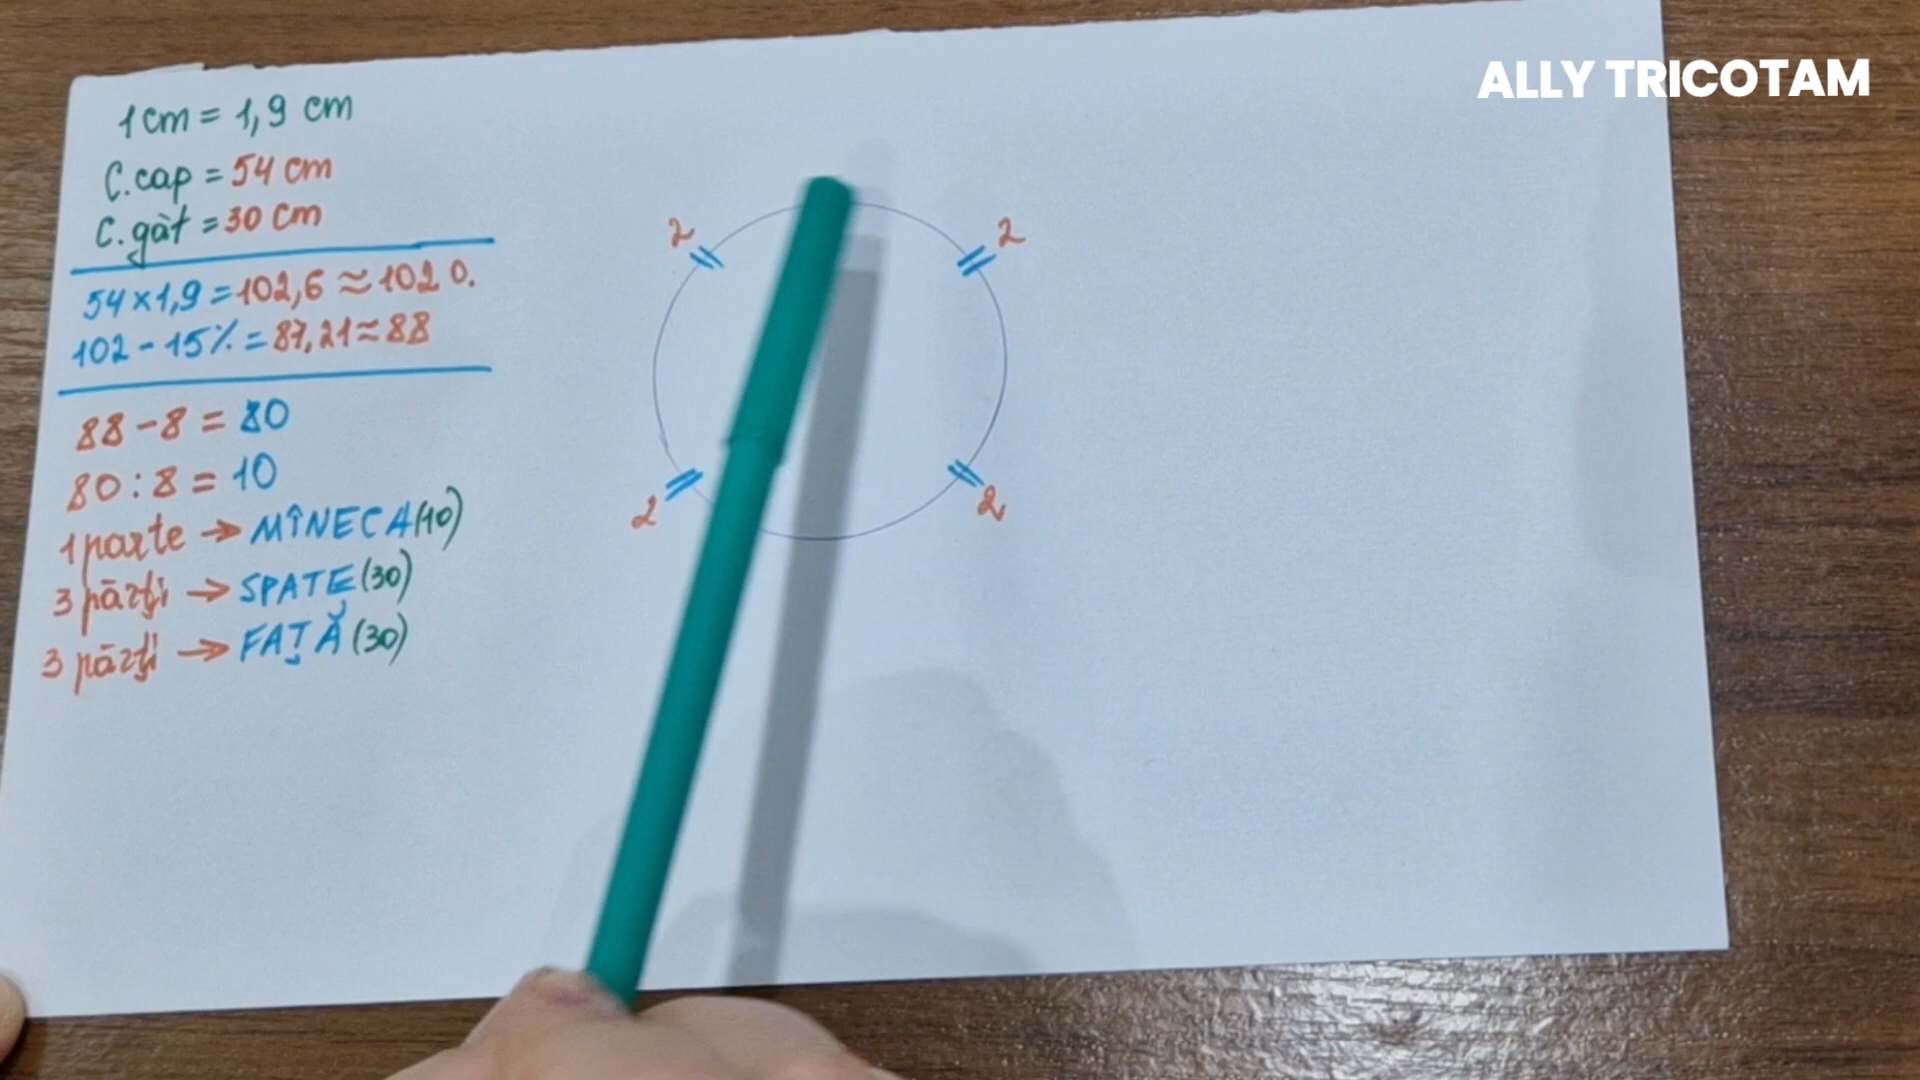 ALLY TRICOTAM
1 cm = 1,9 cm
C.cap = 54 cm
C.gât = 30 cm
54 x 1,9 = 102,6 ≈ 102 o.
102 - 15% = 87,21 ≈ 88
88 - 8 = 80
80 : 8 = 10
1 parte → MÎNECA (10)
3 părți → SPATE (30)
3 părți → FAȚĂ (30)
2 2
2 2